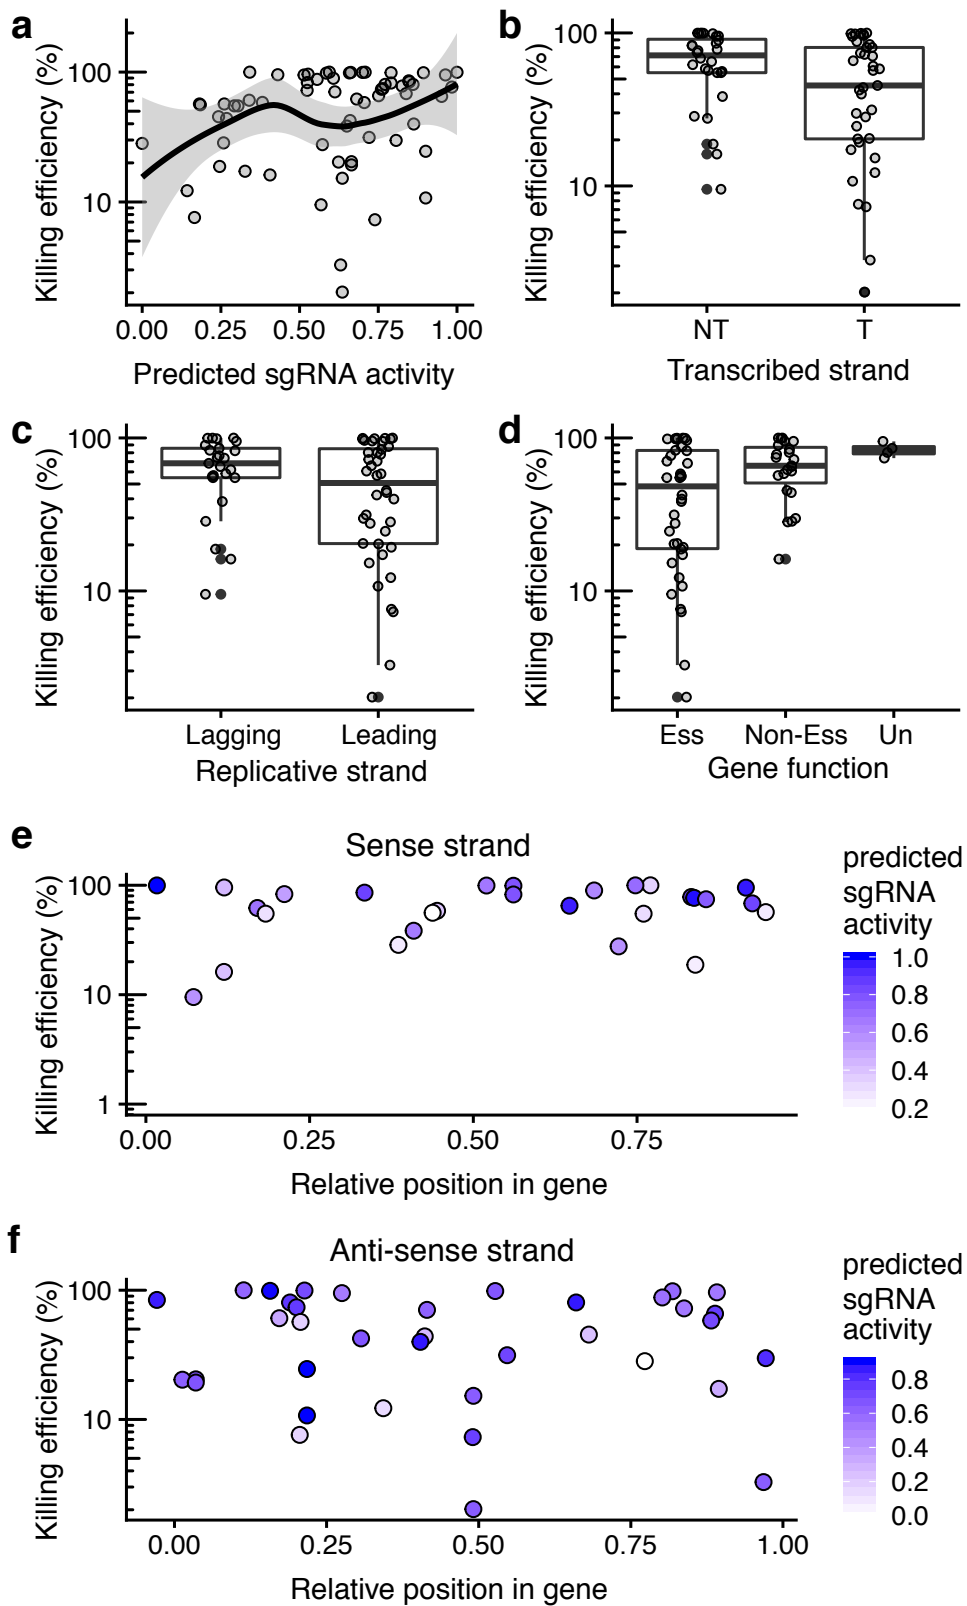 a
Killing efficiency (%)
100
10
0.00 0.25 0.50 0.75 1.00
Predicted sgRNA activity
b
Killing efficiency (%)
100
10
NT T
Transcribed strand
c
Killing efficiency (%)
100
10
Lagging Leading
Replicative strand
d
Killing efficiency (%)
100
10
Ess Non-Ess Un
Gene function
e
Sense strand
Killing efficiency (%)
100
10
1
0.00 0.25 0.50 0.75
Relative position in gene
predicted
sgRNA
activity
1.0
0.8
0.6
0.4
0.2
f
Anti-sense strand
Killing efficiency (%)
100
10
0.00 0.25 0.50 0.75 1.00
Relative position in gene
predicted
sgRNA
activity
0.8
0.6
0.4
0.2
0.0